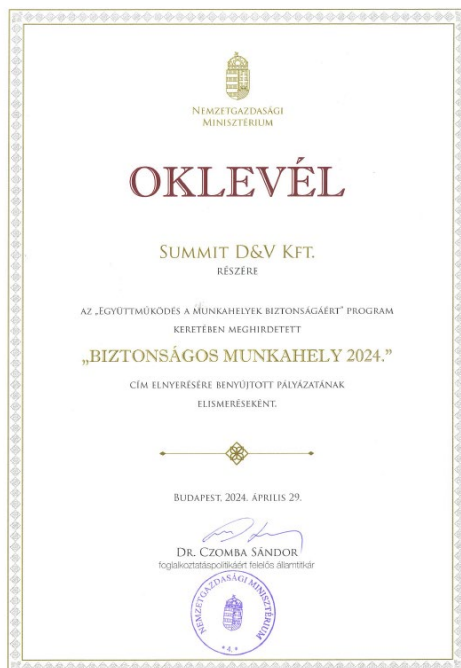 NEMZETGAZDASÁGI
MINISZTÉRIUM
OKLEVÉL
SUMMIT D&V KFT.
RÉSZÉRE
AZ „EGYÜTTMŰKÖDÉS A MUNKAHELYEK BIZTONSÁGÁÉRT” PROGRAM
KERETÉBEN MEGHIRDETETT
„BIZTONSÁGOS MUNKAHELY 2024.”
CÍM ELNYERÉSÉRE BENYÚJTOTT PÁLYÁZATÁNAK
ELISMERÉSEKÉNT.
BUDAPEST, 2024. ÁPRILIS 29.
DR. CZOMBA SÁNDOR
foglalkoztatáspolitikáért felelős államtitkár
NEMZETGAZDASÁGI MINISZTÉRIUM
* 4. *